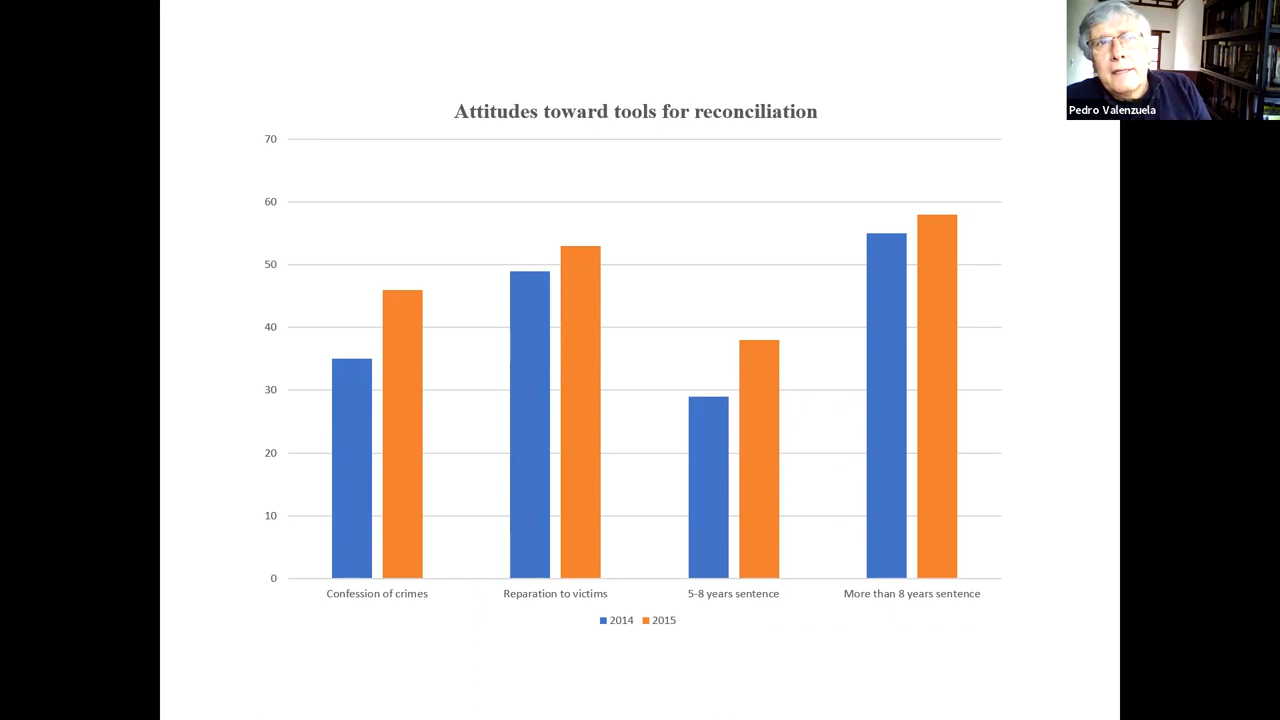 Pedro Valenzuela
Attitudes toward tools for reconciliation
70
60
50
40
30
20
10
0
Confession of crimes
Reparation to victims
5-8 years sentence
More than 8 years sentence
2014
2015